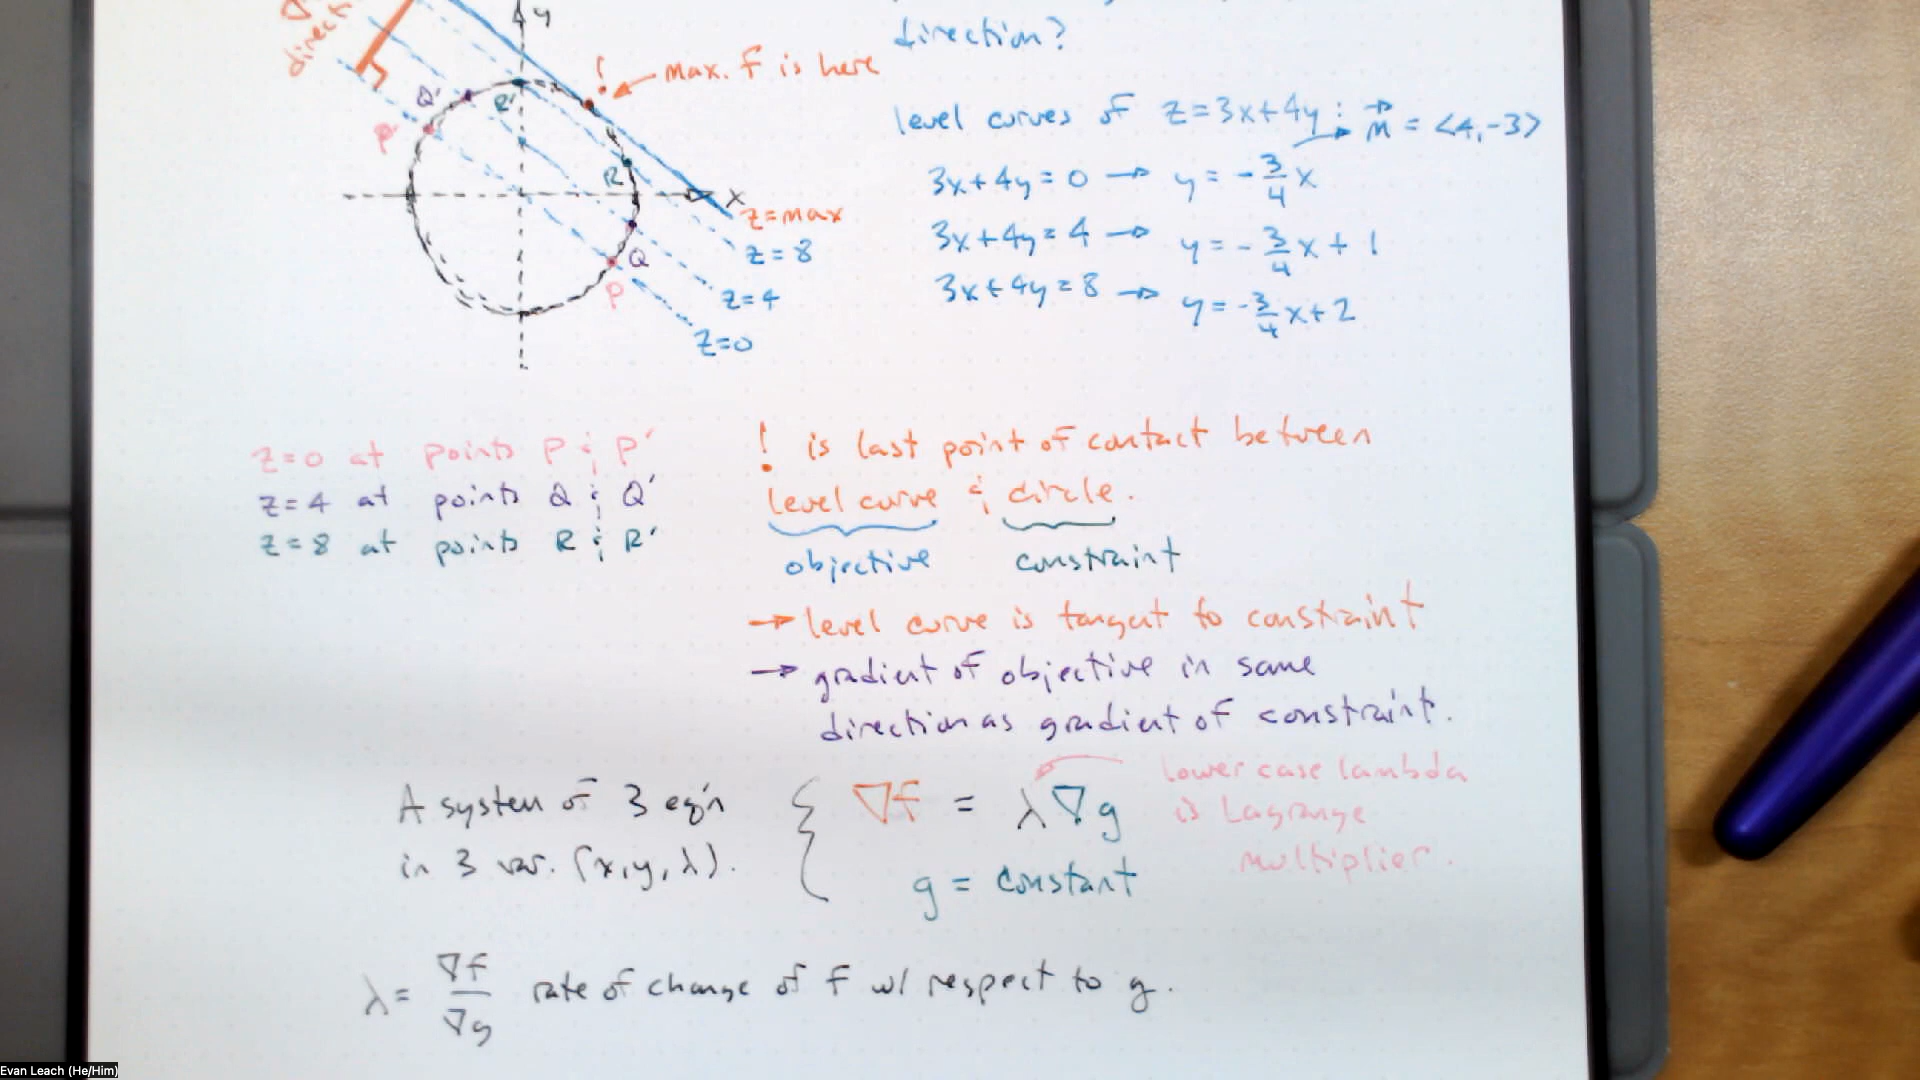 direction?
direct
y
! max. f is here
Q'
R'
P'
R
x
z=max
z=8
Q
P
z=4
z=0
level curves of z=3x+4y : m = <4,-3>
3x+4y=0 → y = -3/4 x
3x+4y=4 → y = -3/4 x + 1
3x+4y=8 → y = -3/4 x+2
z=0 at points P & P'
z=4 at points Q & Q'
z=8 at points R & R'
! is last point of contact between
level curve & circle.
objective constraint
→ level curve is tangent to constraint
→ gradient of objective in same
direction as gradient of constraint.
A system of 3 eq'n
in 3 var. (x,y,λ).
∇f = λ∇g
g = constant
lower case lambda
is Lagrange
multiplier.
λ = ∇f/∇g rate of change of f w/ respect to g.
Evan Leach (He/Him)